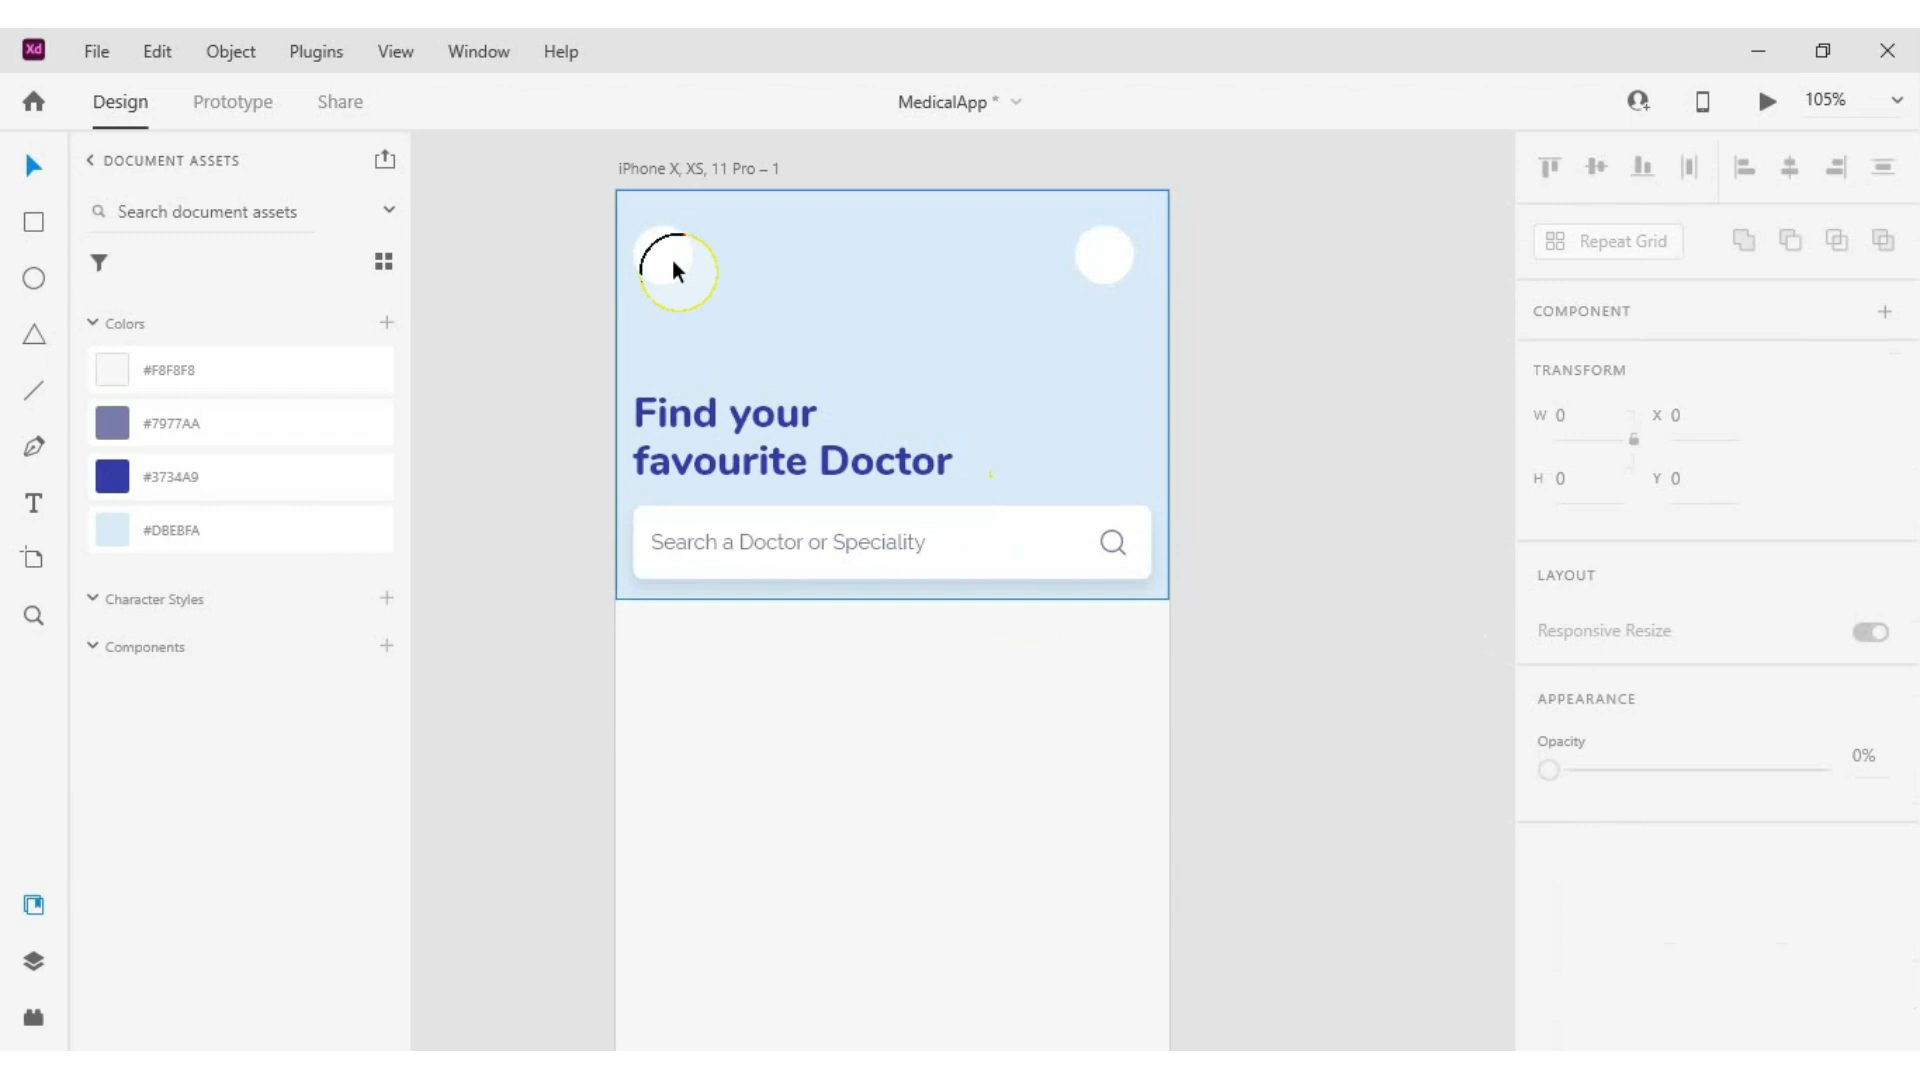 Xd File Edit Object Plugins View Window Help
Design Prototype Share MedicalApp * 105%
DOCUMENT ASSETS
Search document assets
Colors
#F8F8F8
#7977AA
#3734A9
#DBEBFA
Character Styles
Components
iPhone X, XS, 11 Pro – 1
Find your
favourite Doctor
Search a Doctor or Speciality
Repeat Grid
COMPONENT
TRANSFORM
W 0 X 0
H 0 Y 0
LAYOUT
Responsive Resize
APPEARANCE
Opacity
0%